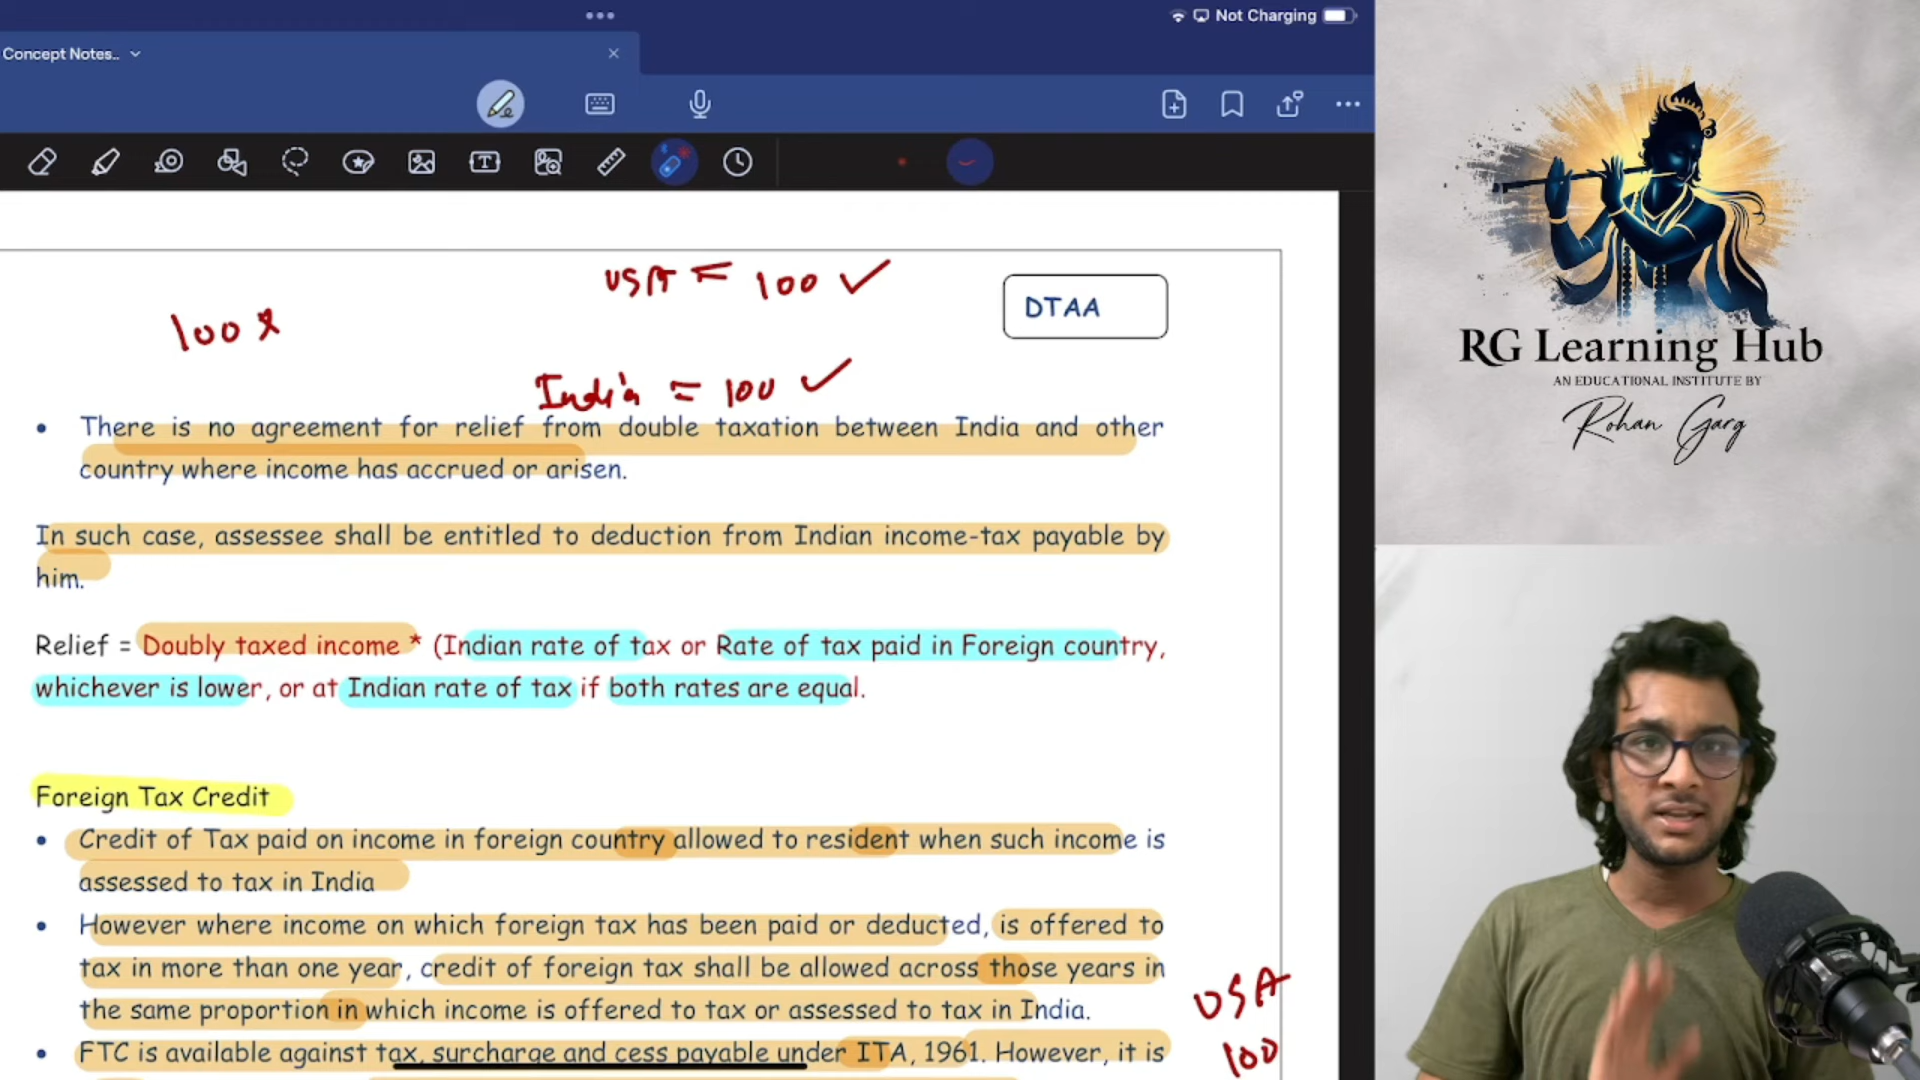 Not Charging
Concept Notes..
USA = 100 ✓
DTAA
100 x
India = 100 ✓
• There is no agreement for relief from double taxation between India and other
country where income has accrued or arisen.
In such case, assessee shall be entitled to deduction from Indian income-tax payable by
him.
Relief = Doubly taxed income * (Indian rate of tax or Rate of tax paid in Foreign country,
whichever is lower, or at Indian rate of tax if both rates are equal.
Foreign Tax Credit
• Credit of Tax paid on income in foreign country allowed to resident when such income is
assessed to tax in India
• However where income on which foreign tax has been paid or deducted, is offered to
tax in more than one year, credit of foreign tax shall be allowed across those years in
the same proportion in which income is offered to tax or assessed to tax in India.
• FTC is available against tax, surcharge and cess payable under ITA, 1961. However, it is
USA
100
RG Learning Hub
AN EDUCATIONAL INSTITUTE BY
Rohan Garg